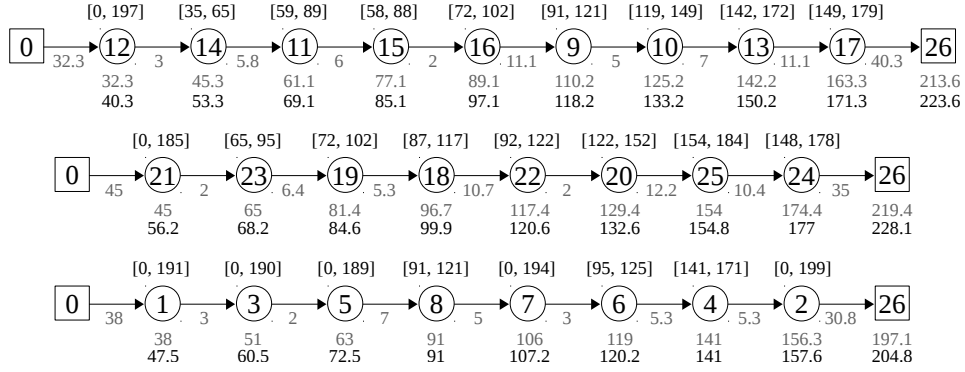 [0, 197] [35, 65] [59, 89] [58, 88] [72, 102] [91, 121] [119, 149] [142, 172] [149, 179]
0 12 14 11 15 16 9 10 13 17 26
32.3 3 5.8 6 2 11.1 5 7 11.1 40.3
32.3 45.3 61.1 77.1 89.1 110.2 125.2 142.2 163.3 213.6
40.3 53.3 69.1 85.1 97.1 118.2 133.2 150.2 171.3 223.6
[0, 185] [65, 95] [72, 102] [87, 117] [92, 122] [122, 152] [154, 184] [148, 178]
0 21 23 19 18 22 20 25 24 26
45 2 6.4 5.3 10.7 2 12.2 10.4 35
45 65 81.4 96.7 117.4 129.4 154 174.4 219.4
56.2 68.2 84.6 99.9 120.6 132.6 154.8 177 228.1
[0, 191] [0, 190] [0, 189] [91, 121] [0, 194] [95, 125] [141, 171] [0, 199]
0 1 3 5 8 7 6 4 2 26
38 3 2 7 5 3 5.3 5.3 30.8
38 51 63 91 106 119 141 156.3 197.1
47.5 60.5 72.5 91 107.2 120.2 141 157.6 204.8